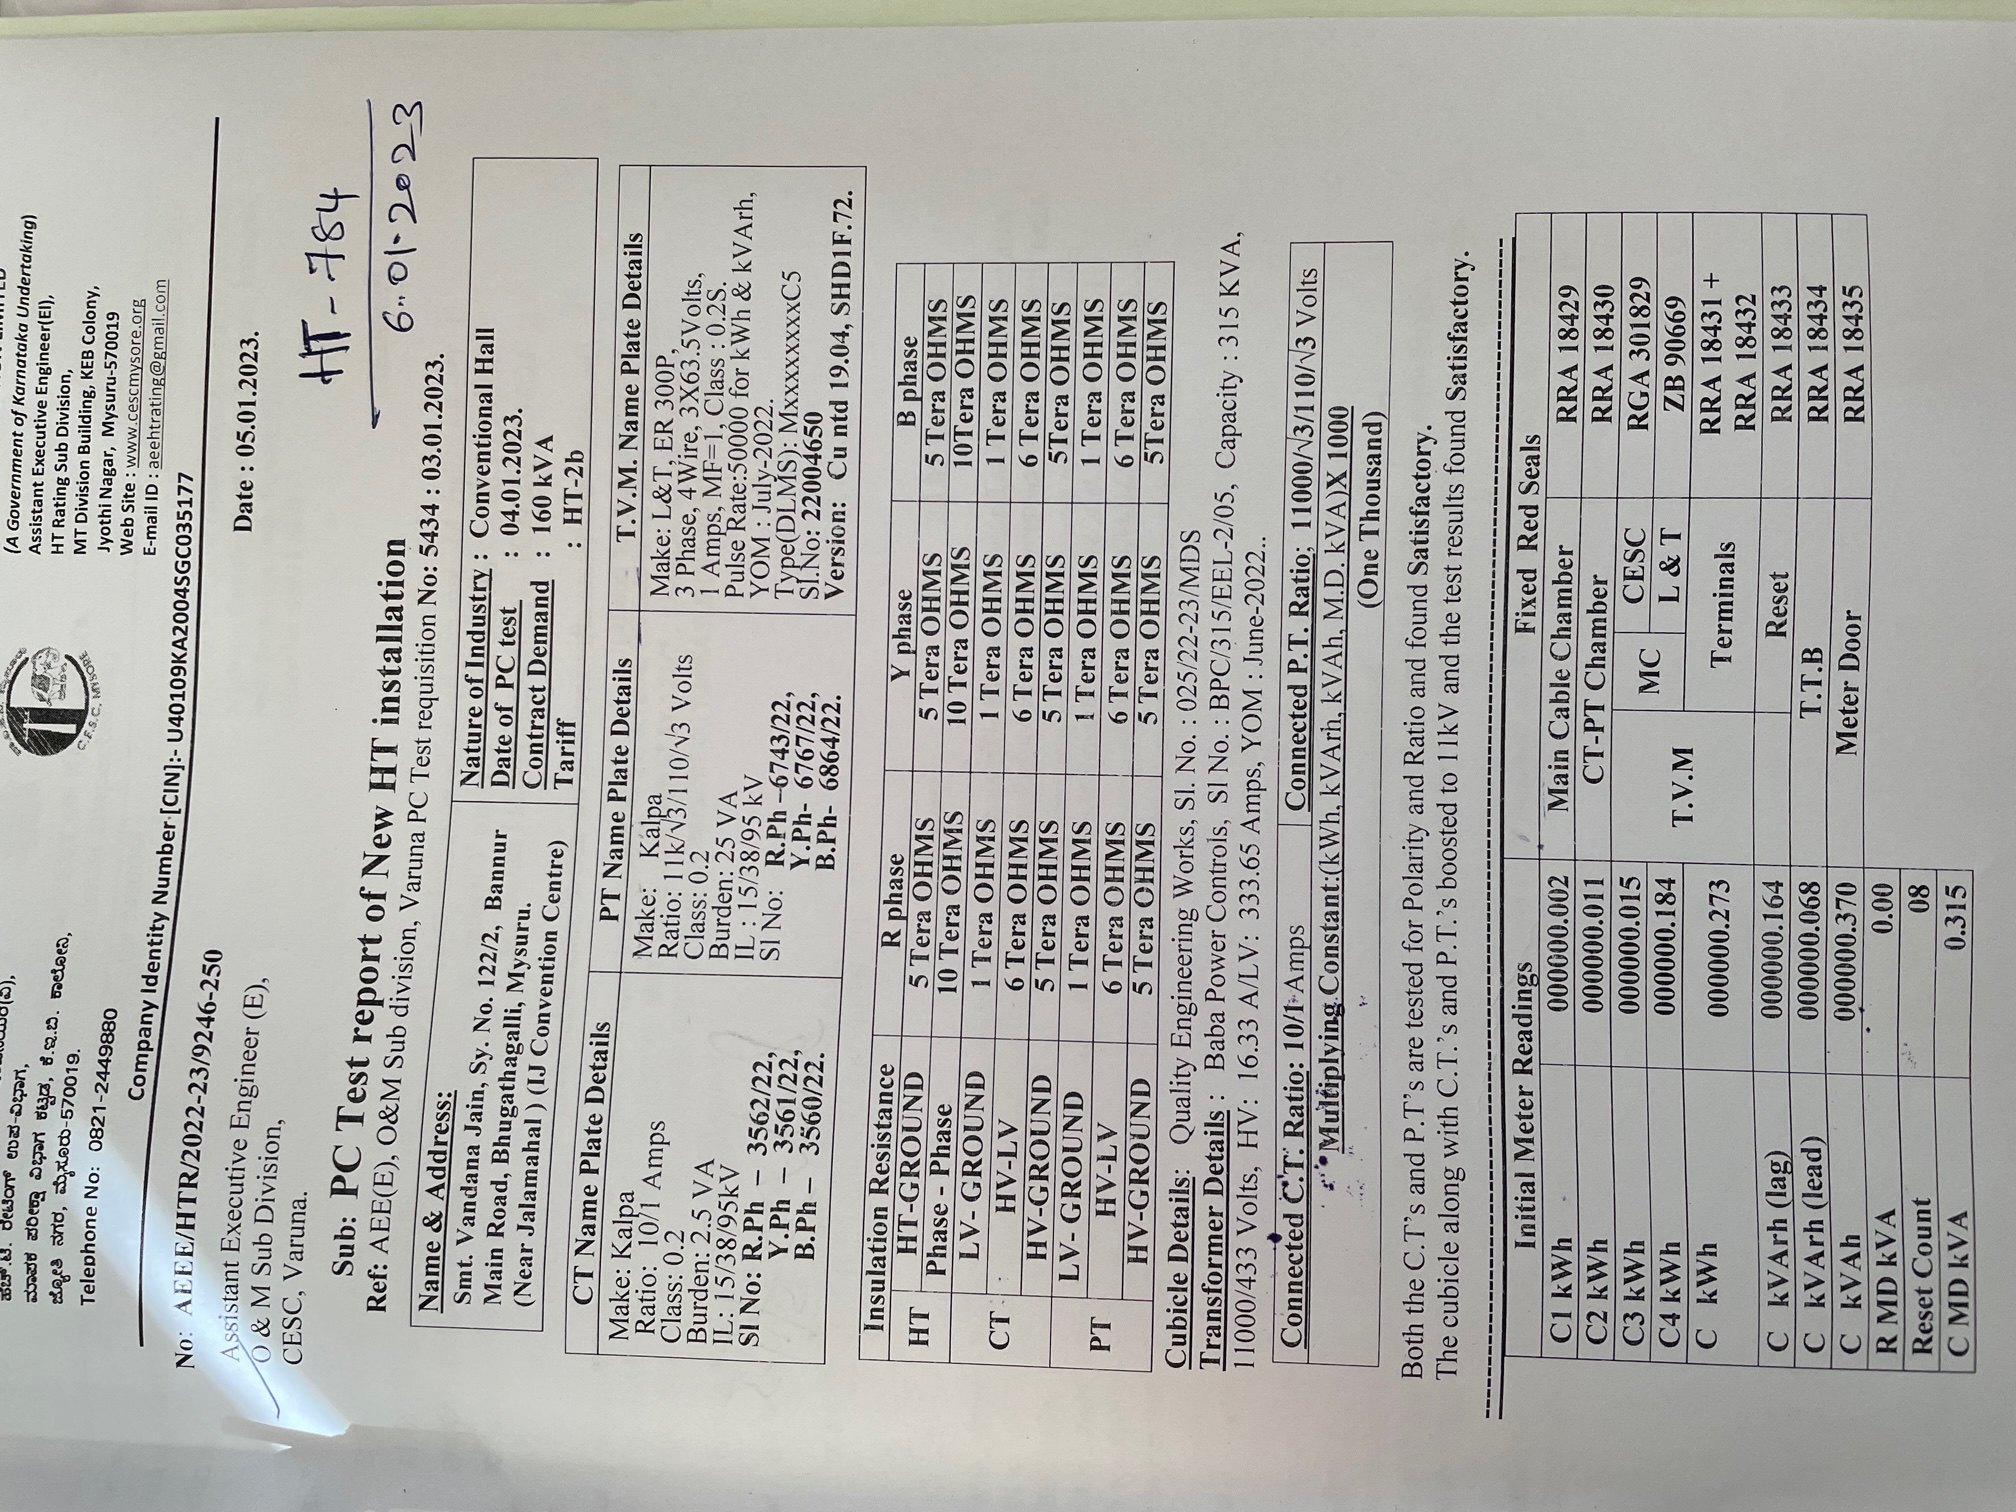 (A Government of Karnataka Undertaking)
Assistant Executive Engineer(El),
HT Rating Sub Division,
MT Division Building, KEB Colony,
Jyothi Nagar, Mysuru-570019
Web Site : www.cescmysore.org
E-mail ID : aeehtrating@gmail.com
C.E.S.C, MYSORE
ಮಾಪಕ ಪರೀಕ್ಷಾ ವಿಭಾಗ ಕಟ್ಟಡ, ಕೆ.ಇ.ಬಿ. ಕಾಲೋನಿ,
ಜ್ಯೋತಿ ನಗರ, ಮೈಸೂರು-570019.
Telephone No: 0821-2449880
Company Identity Number [CIN]:- U40109KA2004SGC035177
No: AEEE/HTR/2022-23/9246-250
Date : 05.01.2023.
Assistant Executive Engineer (E),
O & M Sub Division,
CESC, Varuna.
HT-784
6-01-2023
Sub: PC Test report of New HT installation
Ref: AEE(E), O&M Sub division, Varuna PC Test requisition No: 5434 : 03.01.2023.
Name & Address:
Smt. Vandana Jain, Sy. No. 122/2, Bannur
Main Road, Bhugathagalli, Mysuru.
(Near Jalamahal ) (IJ Convention Centre)
Nature of Industry : Conventional Hall
Date of PC test : 04.01.2023.
Contract Demand : 160 kVA
Tariff : HT-2b
CT Name Plate Details
Make: Kalpa
Ratio: 10/1 Amps
Class: 0.2
Burden: 2.5 VA
IL: 15/38/95kV
Sl No: R.Ph – 3562/22,
Y.Ph – 3561/22,
B.Ph – 3560/22.
PT Name Plate Details
Make: Kalpa
Ratio: 11k/√3/110/√3 Volts
Class: 0.2
Burden: 25 VA
IL : 15/38/95 kV
Sl No: R.Ph –6743/22,
Y.Ph- 6767/22,
B.Ph- 6864/22.
T.V.M. Name Plate Details
Make: L&T, ER 300P,
3 Phase, 4Wire, 3X63.5Volts,
1 Amps, MF=1, Class : 0.2S.
Pulse Rate:50000 for kWh & kVArh,
YOM : July-2022.
Type(DLMS): MxxxxxxxxxC5
Sl.No: 22004650
Version: Cu ntd 19.04, SHD1F.72.
Insulation Resistance R phase Y phase B phase
HT HT-GROUND 5 Tera OHMS 5 Tera OHMS 5 Tera OHMS
Phase - Phase 10 Tera OHMS 10 Tera OHMS 10Tera OHMS
CT LV- GROUND 1 Tera OHMS 1 Tera OHMS 1 Tera OHMS
HV-LV 6 Tera OHMS 6 Tera OHMS 6 Tera OHMS
HV-GROUND 5 Tera OHMS 5 Tera OHMS 5Tera OHMS
PT LV- GROUND 1 Tera OHMS 1 Tera OHMS 1 Tera OHMS
HV-LV 6 Tera OHMS 6 Tera OHMS 6 Tera OHMS
HV-GROUND 5 Tera OHMS 5 Tera OHMS 5Tera OHMS
Cubicle Details: Quality Engineering Works, Sl. No. : 025/22-23/MDS
Transformer Details : Baba Power Controls, Sl No. : BPC/315/EEL-2/05, Capacity : 315 KVA,
11000/433 Volts, HV: 16.33 A/LV: 333.65 Amps, YOM : June-2022..
Connected C.T. Ratio: 10/1 Amps Connected P.T. Ratio; 11000/√3/110/√3 Volts
Multiplying Constant:(kWh, kVArh, kVAh, M.D. kVA)X 1000
(One Thousand)
Both the C.T's and P.T's are tested for Polarity and Ratio and found Satisfactory.
The cubicle along with C.T.'s and P.T.'s boosted to 11kV and the test results found Satisfactory.
Initial Meter Readings Fixed Red Seals
C1 kWh 0000000.002 Main Cable Chamber RRA 18429
C2 kWh 0000000.011 CT-PT Chamber RRA 18430
C3 kWh 0000000.015 T.V.M MC CESC RGA 301829
C4 kWh 0000000.184 L & T ZB 90669
C kWh 0000000.273 Terminals RRA 18431 +
RRA 18432
C kVArh (lag) 0000000.164 Reset RRA 18433
C kVArh (lead) 0000000.068 T.T.B RRA 18434
C kVAh 0000000.370 Meter Door RRA 18435
R MD kVA 0.00
Reset Count 08
C MD kVA 0.315